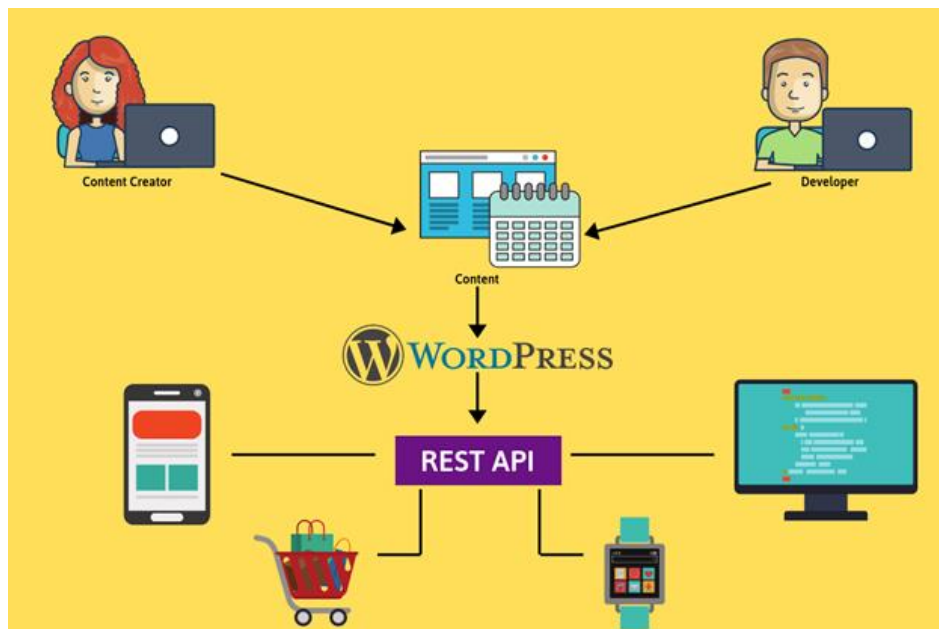 Content Creator
Developer
Content
WORDPRESS
REST API